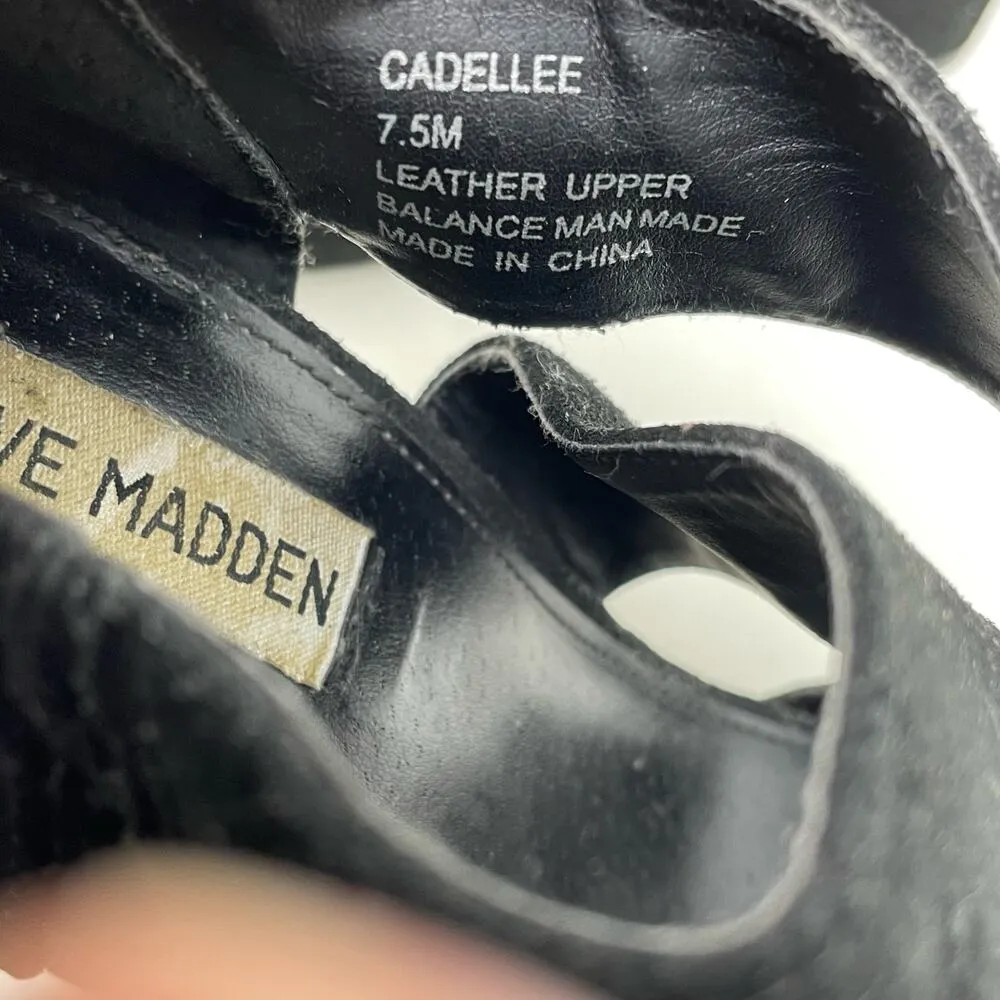 CADELLEE
7.5M
LEATHER UPPER
BALANCE MAN MADE
MADE IN CHINA
VE MADDEN